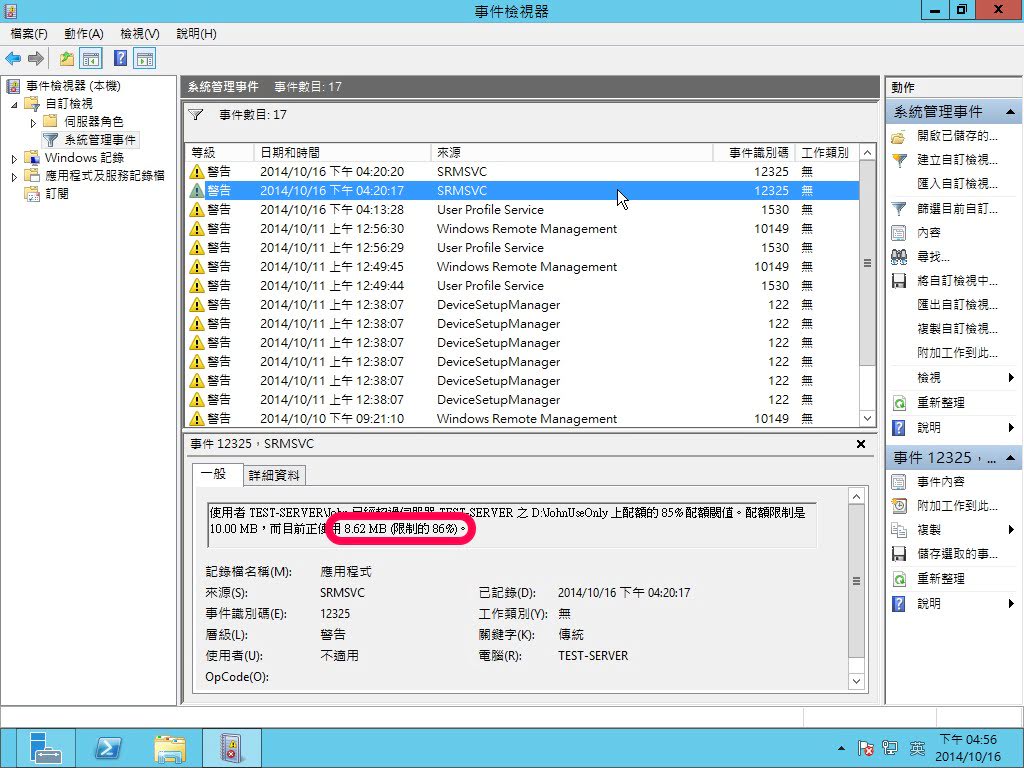 事件檢視器
檔案(F) 動作(A) 檢視(V) 說明(H)
事件檢視器 (本機)
自訂檢視
伺服器角色
系統管理事件
Windows 記錄
應用程式及服務記錄檔
訂閱
系統管理事件 事件數目: 17
事件數目: 17
等級 日期和時間 來源 事件識別碼 工作類別
警告 2014/10/16 下午 04:20:20 SRMSVC 12325 無
警告 2014/10/16 下午 04:20:17 SRMSVC 12325 無
警告 2014/10/16 下午 04:13:28 User Profile Service 1530 無
警告 2014/10/11 上午 12:56:30 Windows Remote Management 10149 無
警告 2014/10/11 上午 12:56:29 User Profile Service 1530 無
警告 2014/10/11 上午 12:49:45 Windows Remote Management 10149 無
警告 2014/10/11 上午 12:49:44 User Profile Service 1530 無
警告 2014/10/11 上午 12:38:07 DeviceSetupManager 122 無
警告 2014/10/11 上午 12:38:07 DeviceSetupManager 122 無
警告 2014/10/11 上午 12:38:07 DeviceSetupManager 122 無
警告 2014/10/11 上午 12:38:07 DeviceSetupManager 122 無
警告 2014/10/11 上午 12:38:07 DeviceSetupManager 122 無
警告 2014/10/11 上午 12:38:07 DeviceSetupManager 122 無
警告 2014/10/10 下午 09:21:10 Windows Remote Management 10149 無
事件 12325，SRMSVC
一般 詳細資料
使用者 TEST-SERVER\John 已經超過伺服器 TEST-SERVER 之 D:\JohnUseOnly 上配額的 85% 配額閾值。配額限制是
10.00 MB，而目前正使用 8.62 MB (限制的 86%)。
記錄檔名稱(M): 應用程式
來源(S): SRMSVC 已記錄(D): 2014/10/16 下午 04:20:17
事件識別碼(E): 12325 工作類別(Y): 無
層級(L): 警告 關鍵字(K): 傳統
使用者(U): 不適用 電腦(R): TEST-SERVER
OpCode(O):
動作
系統管理事件
開啟已儲存的...
建立自訂檢視...
匯入自訂檢視...
篩選目前自訂...
內容
尋找...
將自訂檢視中...
匯出自訂檢視...
複製自訂檢視...
附加工作到此...
檢視
重新整理
說明
事件 12325，...
事件內容
附加工作到此...
複製
儲存選取的事...
重新整理
說明
英
下午 04:56
2014/10/16